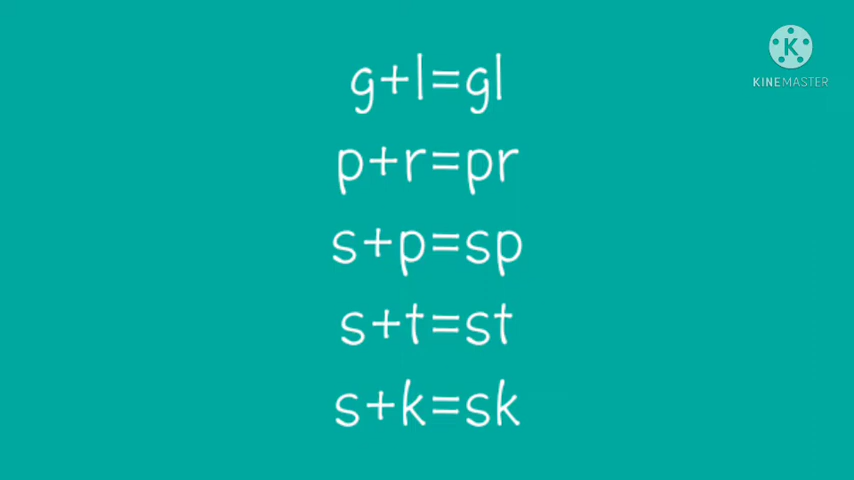 g+l=gl
p+r=pr
s+p=sp
s+t=st
s+k=sk
K
KINEMASTER